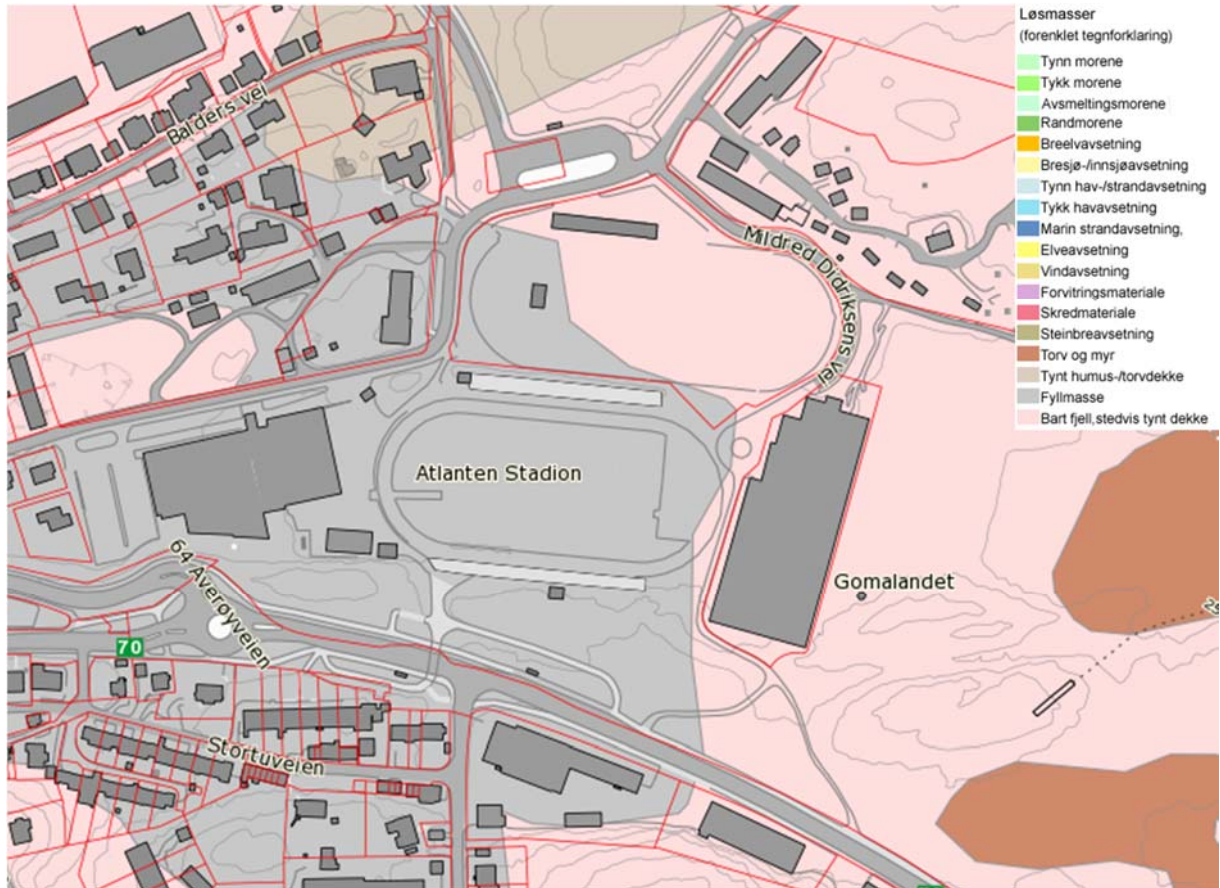 Løsmasser
(forenklet tegnforklaring)
Tynn morene
Tykk morene
Avsmeltingsmorene
Randmorene
Breelvavsetning
Bresjø-/innsjøavsetning
Tynn hav-/strandavsetning
Tykk havavsetning
Marin strandavsetning,
Elveavsetning
Vindavsetning
Forvitringsmateriale
Skredmateriale
Steinbreavsetning
Torv og myr
Tynt humus-/torvdekke
Fyllmasse
Bart fjell,stedvis tynt dekke
Balders vei
Mildred Didriksens vei
Atlanten Stadion
Gomalandet
64 Averøyveien
25
70
Stortuveien